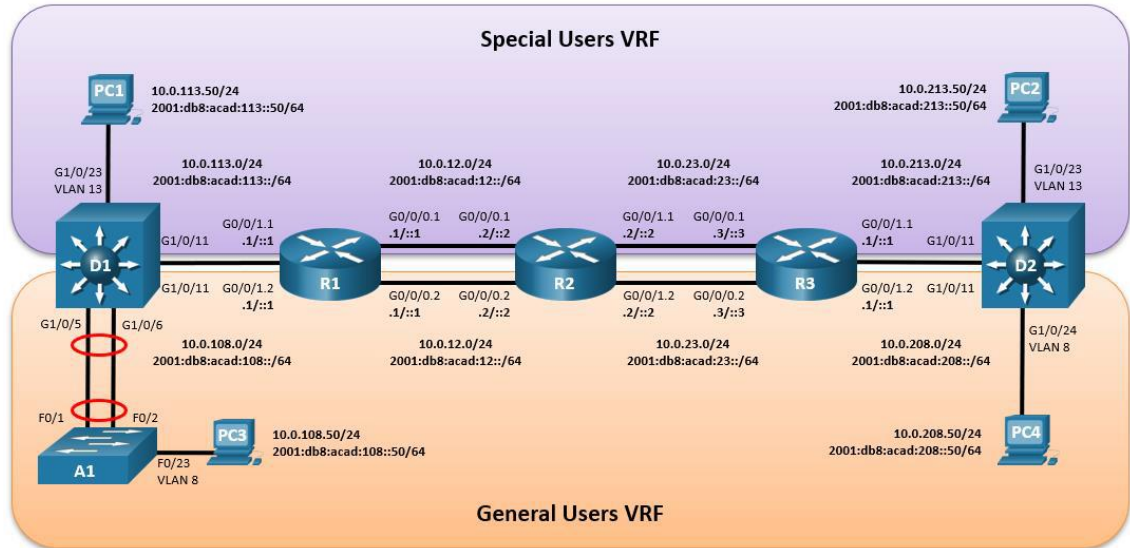 Special Users VRF
PC1
10.0.113.50/24
2001:db8:acad:113::50/64
10.0.213.50/24
2001:db8:acad:213::50/64
PC2
G1/0/23
VLAN 13
10.0.113.0/24
2001:db8:acad:113::/64
10.0.12.0/24
2001:db8:acad:12::/64
10.0.23.0/24
2001:db8:acad:23::/64
10.0.213.0/24
2001:db8:acad:213::/64
G1/0/23
VLAN 13
D1
G1/0/11
G0/0/1.1
.1/::1
R1
G0/0/0.1
.1/::1
G0/0/0.1
.2/::2
R2
G0/0/1.1
.2/::2
G0/0/0.1
.3/::3
R3
G0/0/1.1
.1/::1
G1/0/11
D2
G1/0/11
G0/0/1.2
.1/::1
G0/0/0.2
.1/::1
G0/0/0.2
.2/::2
G0/0/1.2
.2/::2
G0/0/0.2
.3/::3
G0/0/1.2
.1/::1
G1/0/11
G1/0/5
G1/0/6
10.0.108.0/24
2001:db8:acad:108::/64
10.0.12.0/24
2001:db8:acad:12::/64
10.0.23.0/24
2001:db8:acad:23::/64
10.0.208.0/24
2001:db8:acad:208::/64
G1/0/24
VLAN 8
F0/1
F0/2
A1
F0/23
VLAN 8
PC3
10.0.108.50/24
2001:db8:acad:108::50/64
10.0.208.50/24
2001:db8:acad:208::50/64
PC4
General Users VRF